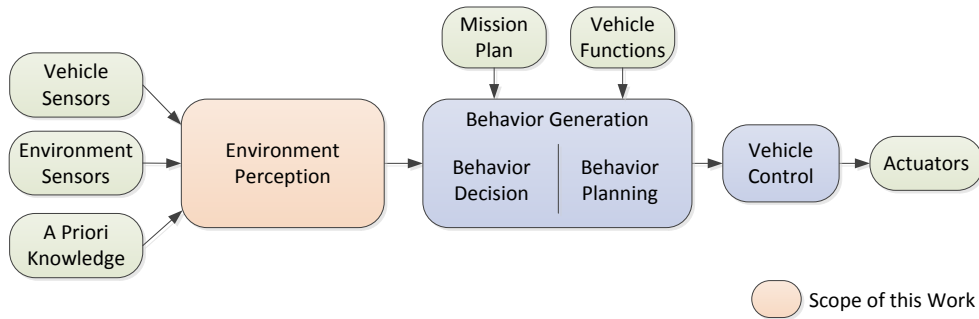 Mission
Plan
Vehicle
Functions
Vehicle
Sensors
Environment
Sensors
A Priori
Knowledge
Environment
Perception
Behavior Generation
Behavior
Decision
Behavior
Planning
Vehicle
Control
Actuators
Scope of this Work